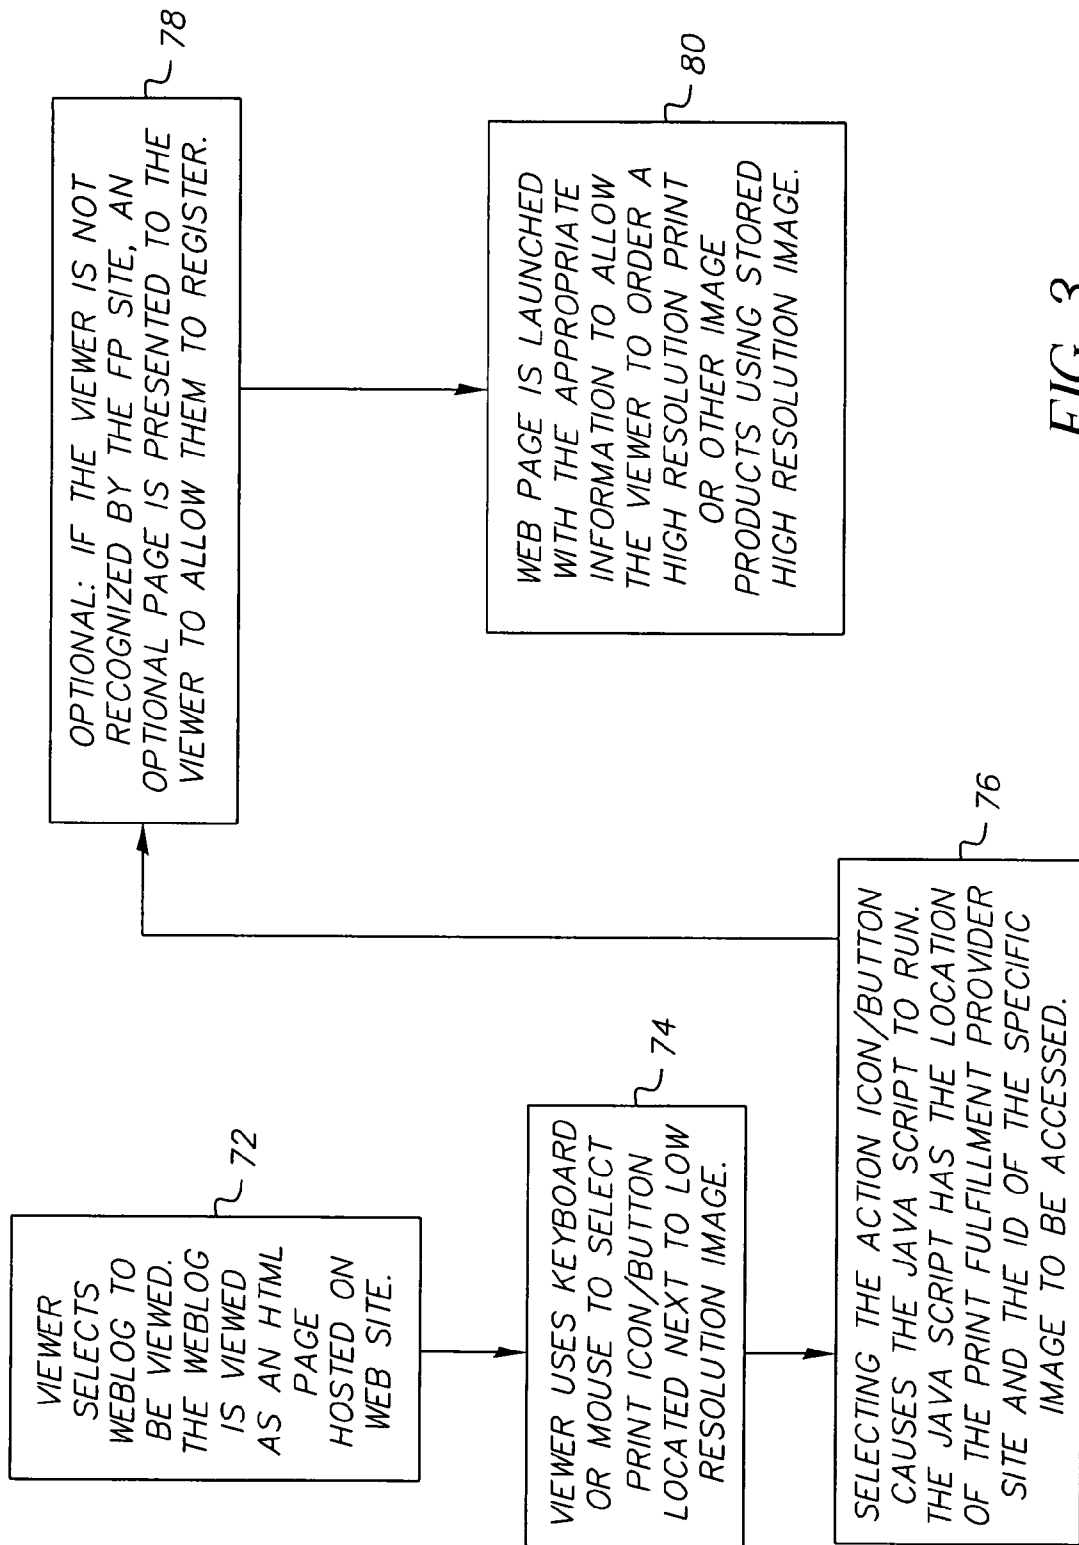 VIEWER
SELECTS
WEBLOG TO
BE VIEWED.
THE WEBLOG
IS VIEWED
AS AN HTML
PAGE
HOSTED ON
WEB SITE.
72
VIEWER USES KEYBOARD
OR MOUSE TO SELECT
PRINT ICON/BUTTON
LOCATED NEXT TO LOW
RESOLUTION IMAGE.
74
SELECTING THE ACTION ICON/BUTTON
CAUSES THE JAVA SCRIPT TO RUN.
THE JAVA SCRIPT HAS THE LOCATION
OF THE PRINT FULFILLMENT PROVIDER
SITE AND THE ID OF THE SPECIFIC
IMAGE TO BE ACCESSED.
76
OPTIONAL: IF THE VIEWER IS NOT
RECOGNIZED BY THE FP SITE, AN
OPTIONAL PAGE IS PRESENTED TO THE
VIEWER TO ALLOW THEM TO REGISTER.
78
WEB PAGE IS LAUNCHED
WITH THE APPROPRIATE
INFORMATION TO ALLOW
THE VIEWER TO ORDER A
HIGH RESOLUTION PRINT
OR OTHER IMAGE
PRODUCTS USING STORED
HIGH RESOLUTION IMAGE.
80
FIG. 3